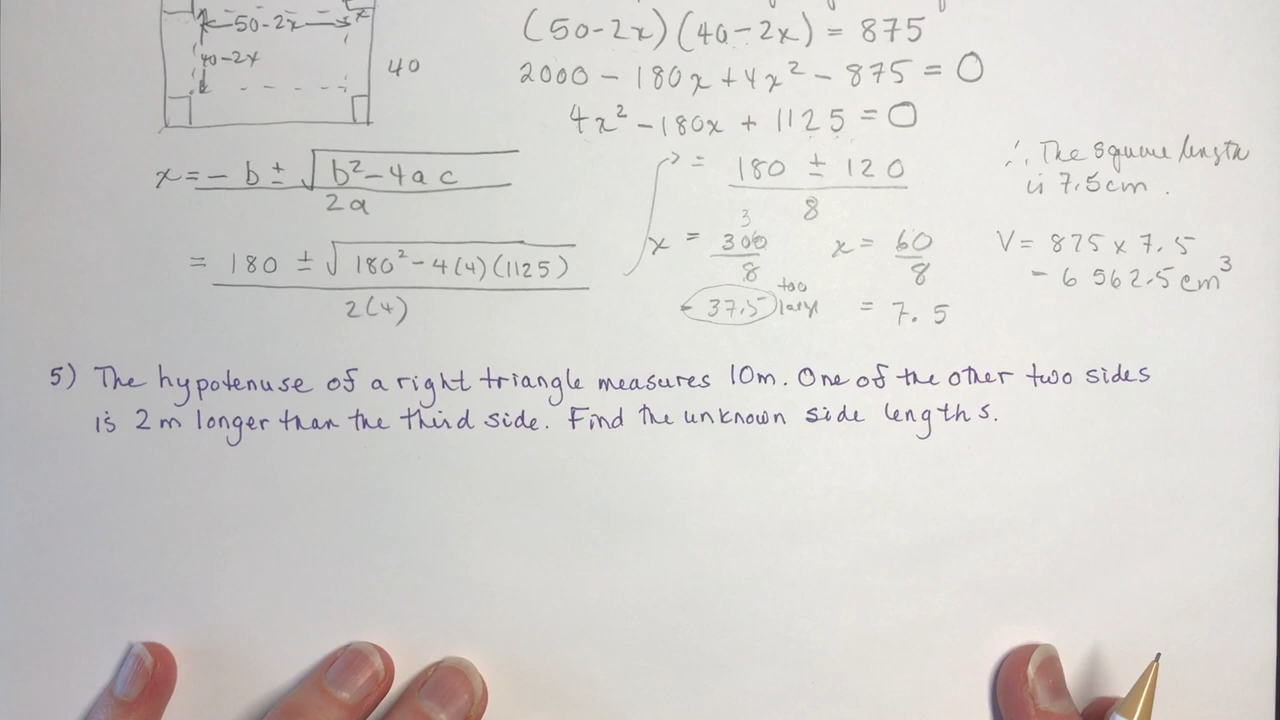 50-2x x
(50-2x)(40-2x) = 875
40-2x
40
2000 - 180x + 4x² - 875 = 0
4x² - 180x + 1125 = 0
x = - b ± √b² - 4ac
2a
= 180 ± √180² - 4(4)(1125)
2(4)
= 180 ± 120
8
x = 300
8
3
37.5 too large
x = 60
8
= 7.5
∴ The square length
is 7.5cm.
V = 875 x 7.5
- 6 562.5 cm³
5) The hypotenuse of a right triangle measures 10m. One of the other two sides
is 2m longer than the third side. Find the unknown side lengths.